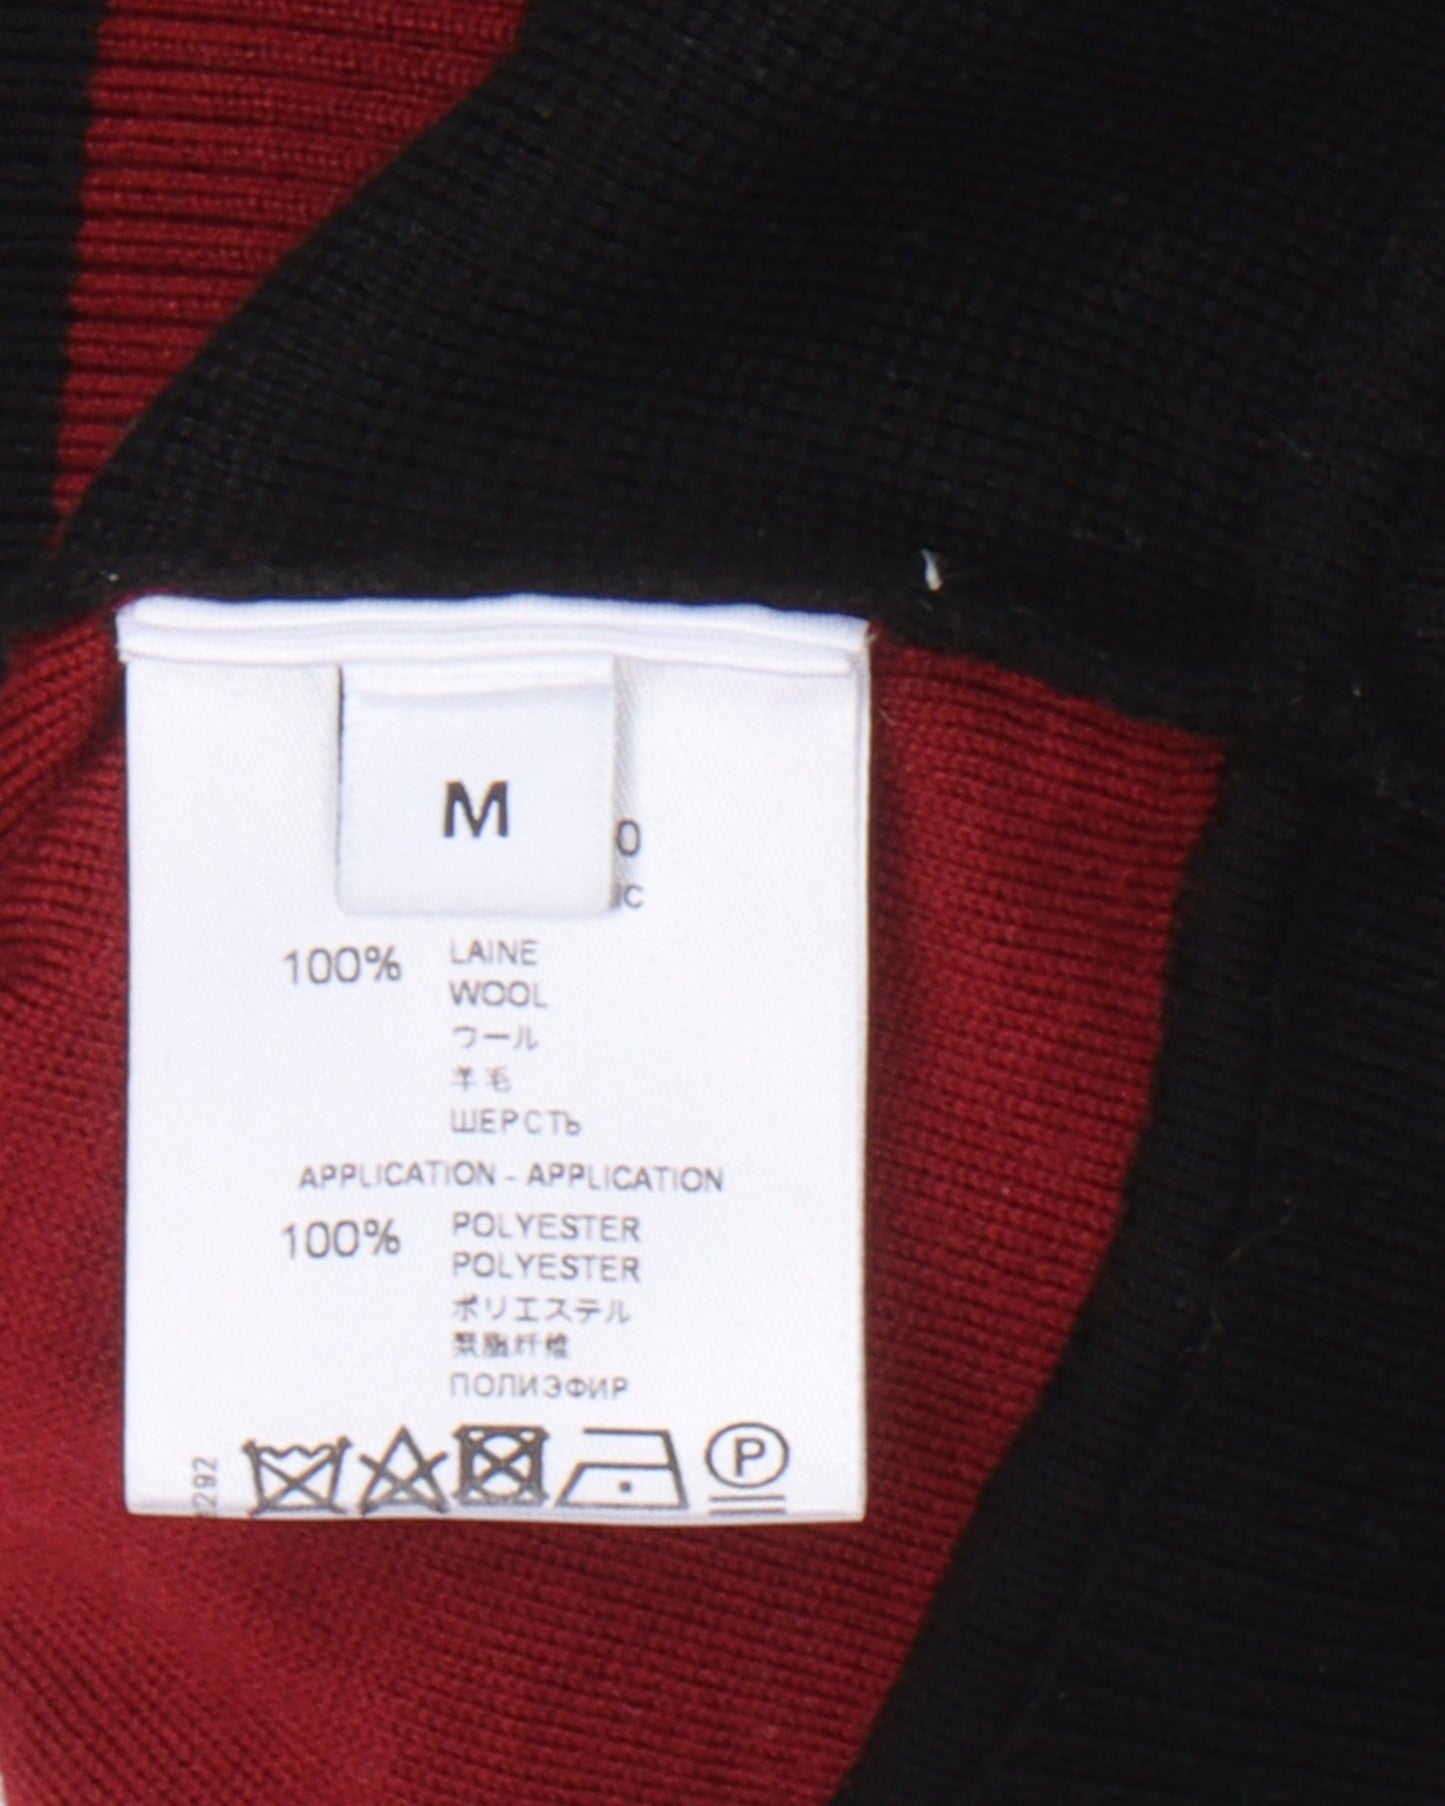 M
0
C
100% LAINE
WOOL
ウール
羊毛
ШЕРСТЬ
APPLICATION - APPLICATION
100% POLYESTER
POLYESTER
ポリエステル
聚脂纤维
ПОЛИЭФИР
P